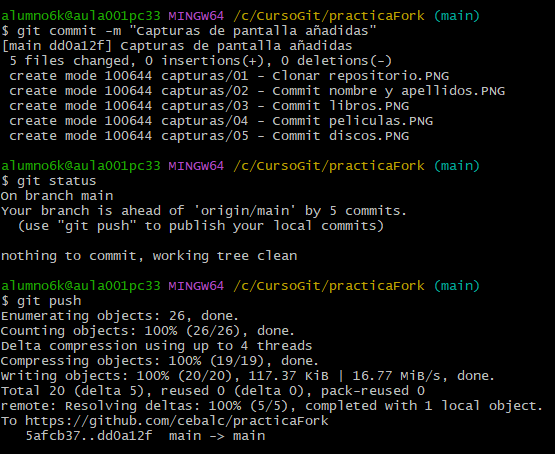 alumno6k@aula001pc33 MINGW64 /c/CursoGit/practicaFork (main)
$ git commit -m "Capturas de pantalla añadidas"
[main dd0a12f] Capturas de pantalla añadidas
 5 files changed, 0 insertions(+), 0 deletions(-)
 create mode 100644 capturas/01 - Clonar repositorio.PNG
 create mode 100644 capturas/02 - Commit nombre y apellidos.PNG
 create mode 100644 capturas/03 - Commit libros.PNG
 create mode 100644 capturas/04 - Commit peliculas.PNG
 create mode 100644 capturas/05 - Commit discos.PNG

alumno6k@aula001pc33 MINGW64 /c/CursoGit/practicaFork (main)
$ git status
On branch main
Your branch is ahead of 'origin/main' by 5 commits.
  (use "git push" to publish your local commits)

nothing to commit, working tree clean

alumno6k@aula001pc33 MINGW64 /c/CursoGit/practicaFork (main)
$ git push
Enumerating objects: 26, done.
Counting objects: 100% (26/26), done.
Delta compression using up to 4 threads
Compressing objects: 100% (19/19), done.
Writing objects: 100% (20/20), 117.37 KiB | 16.77 MiB/s, done.
Total 20 (delta 5), reused 0 (delta 0), pack-reused 0
remote: Resolving deltas: 100% (5/5), completed with 1 local object.
To https://github.com/cebalc/practicaFork
   5afcb37..dd0a12f  main -> main